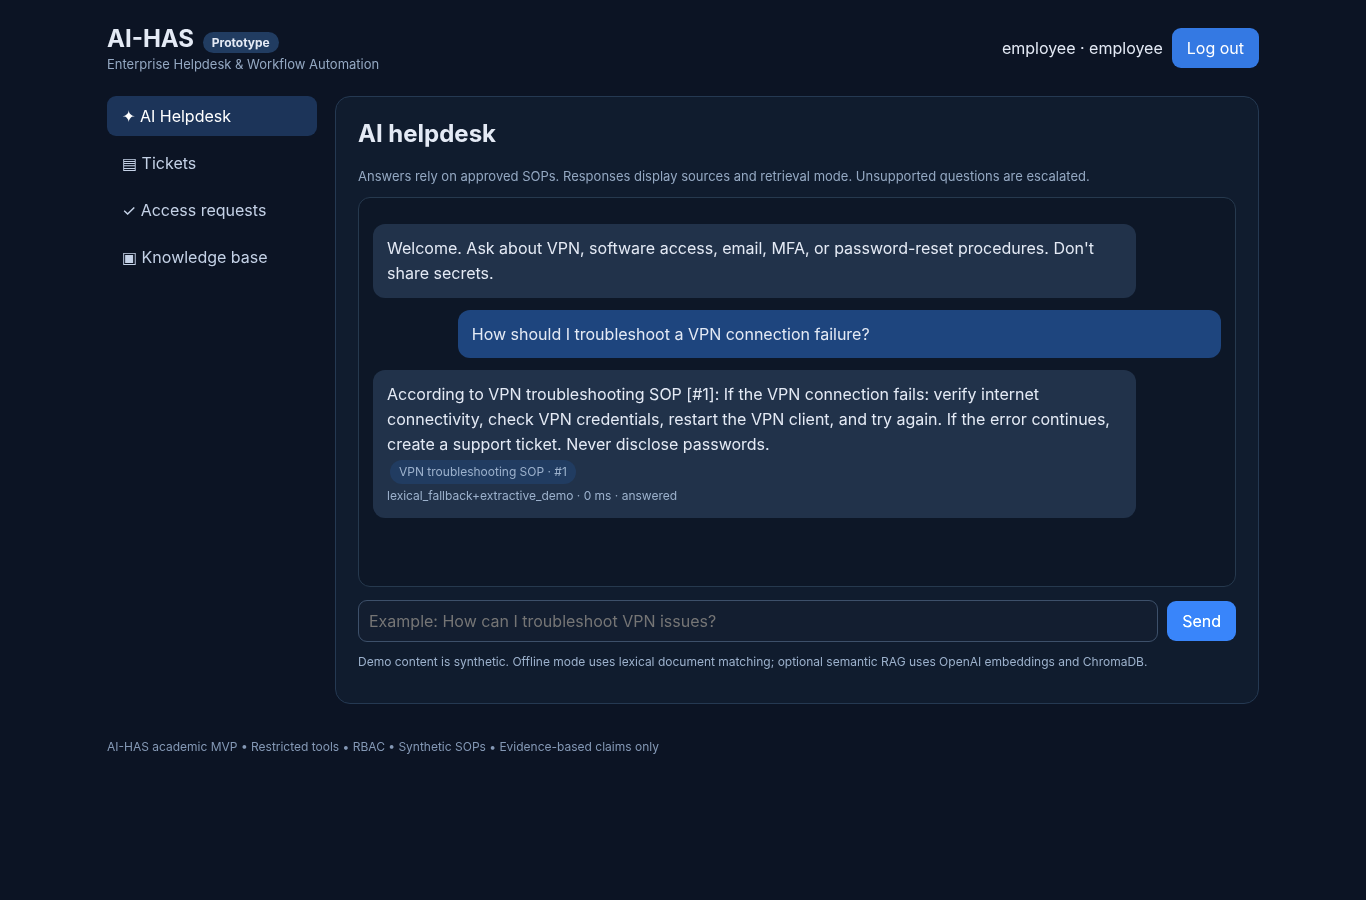 AI-HAS Prototype
Enterprise Helpdesk & Workflow Automation
employee · employee
Log out
✦ AI Helpdesk
▤ Tickets
✓ Access requests
▣ Knowledge base
AI helpdesk
Answers rely on approved SOPs. Responses display sources and retrieval mode. Unsupported questions are escalated.
Welcome. Ask about VPN, software access, email, MFA, or password-reset procedures. Don't
share secrets.
How should I troubleshoot a VPN connection failure?
According to VPN troubleshooting SOP [#1]: If the VPN connection fails: verify internet
connectivity, check VPN credentials, restart the VPN client, and try again. If the error continues,
create a support ticket. Never disclose passwords.
VPN troubleshooting SOP · #1
lexical_fallback+extractive_demo · 0 ms · answered
Example: How can I troubleshoot VPN issues?
Send
Demo content is synthetic. Offline mode uses lexical document matching; optional semantic RAG uses OpenAI embeddings and ChromaDB.
AI-HAS academic MVP • Restricted tools • RBAC • Synthetic SOPs • Evidence-based claims only